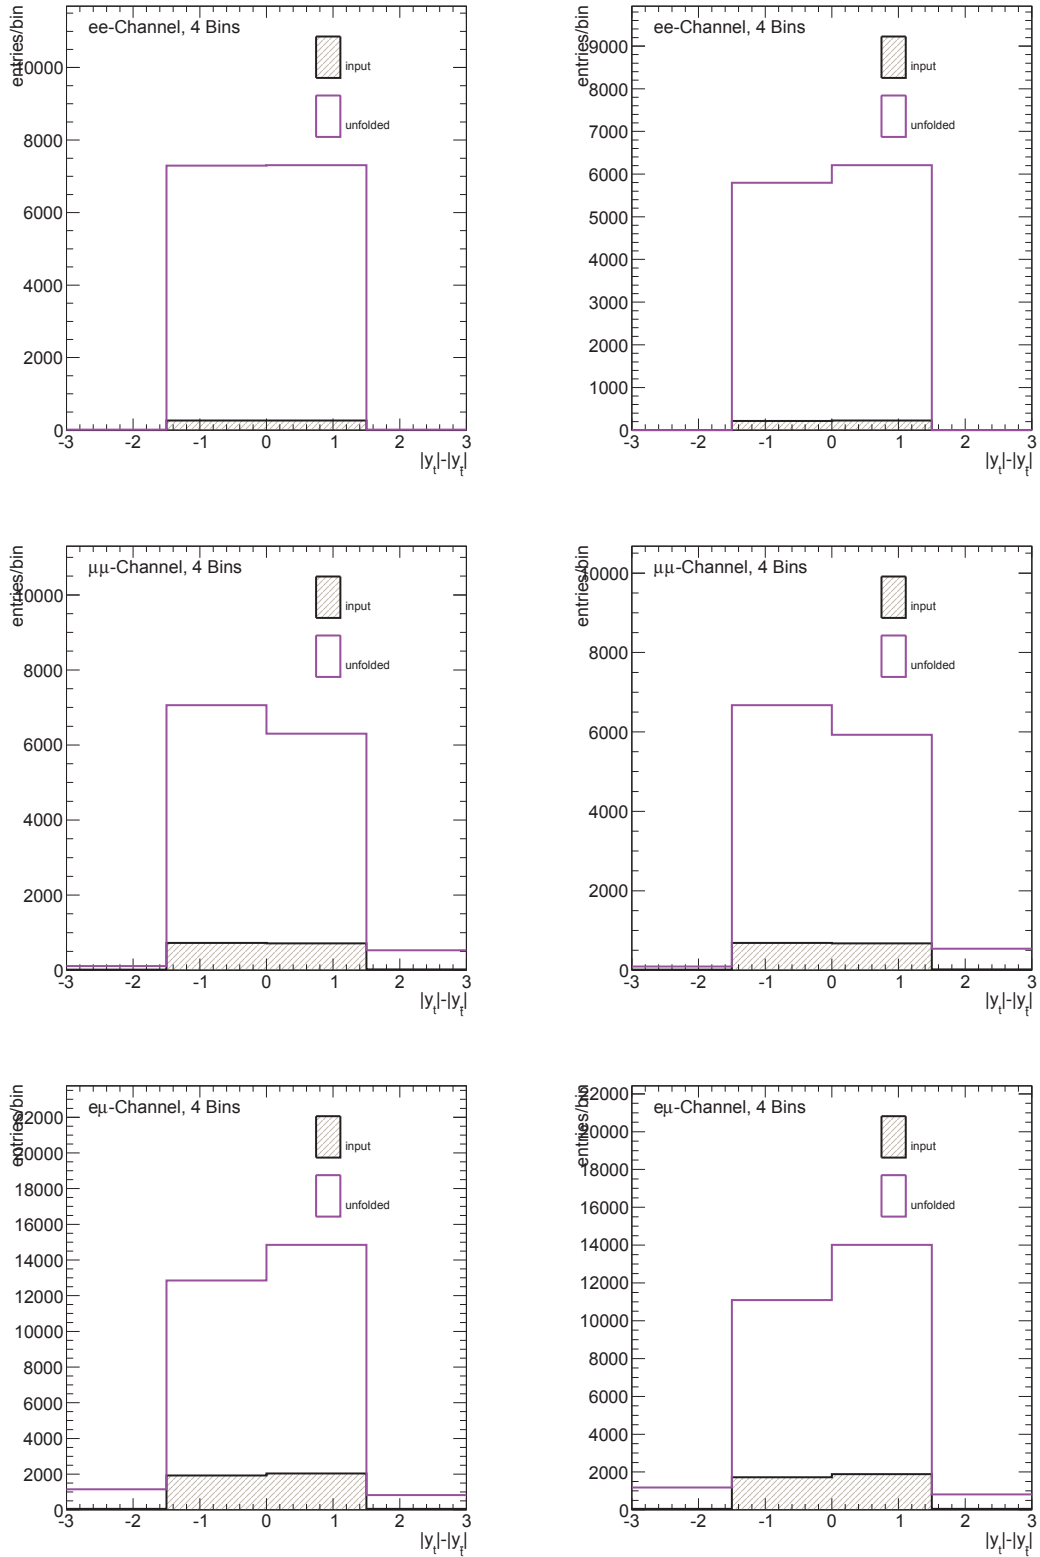 ee-Channel, 4 Bins
entries/bin
input
unfolded
10000
8000
6000
4000
2000
0
-3 -2 -1 0 1 2 3
|y_t|-|y_t̄|
ee-Channel, 4 Bins
entries/bin
input
unfolded
9000
8000
7000
6000
5000
4000
3000
2000
1000
0
-3 -2 -1 0 1 2 3
|y_t|-|y_t̄|
μμ-Channel, 4 Bins
entries/bin
input
unfolded
10000
8000
6000
4000
2000
0
-3 -2 -1 0 1 2 3
|y_t|-|y_t̄|
μμ-Channel, 4 Bins
entries/bin
input
unfolded
10000
8000
6000
4000
2000
0
-3 -2 -1 0 1 2 3
|y_t|-|y_t̄|
eμ-Channel, 4 Bins
entries/bin
input
unfolded
22000
20000
18000
16000
14000
12000
10000
8000
6000
4000
2000
0
-3 -2 -1 0 1 2 3
|y_t|-|y_t̄|
eμ-Channel, 4 Bins
entries/bin
input
unfolded
22000
20000
18000
16000
14000
12000
10000
8000
6000
4000
2000
0
-3 -2 -1 0 1 2 3
|y_t|-|y_t̄|